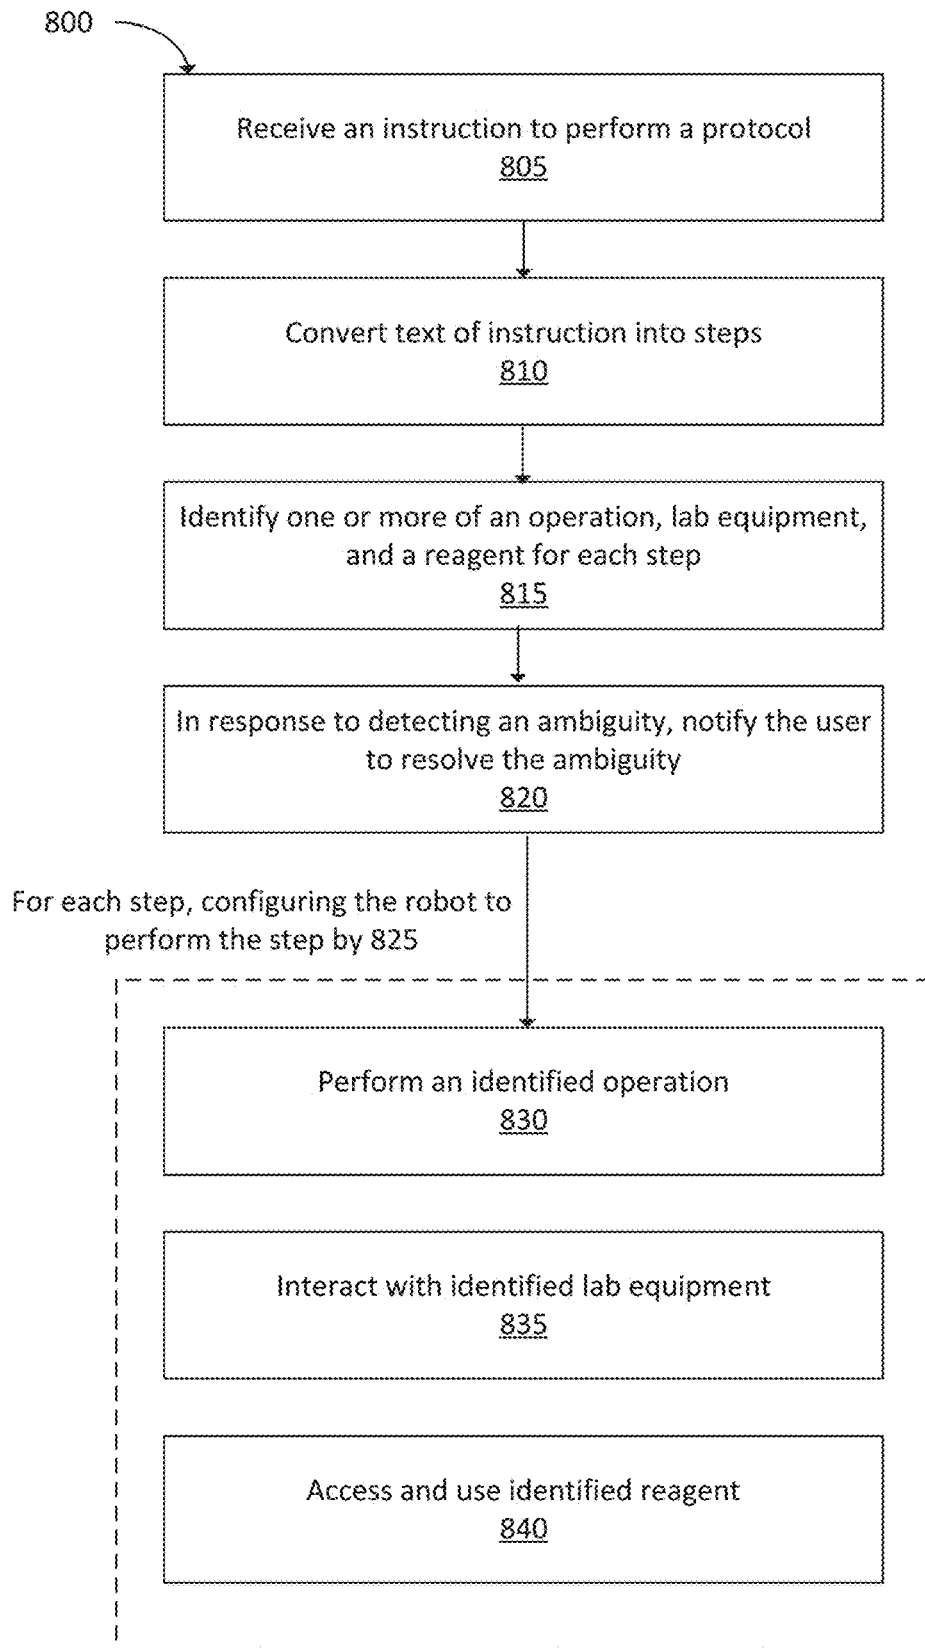 800
Receive an instruction to perform a protocol
805
Convert text of instruction into steps
810
Identify one or more of an operation, lab equipment,
and a reagent for each step
815
In response to detecting an ambiguity, notify the user
to resolve the ambiguity
820
For each step, configuring the robot to
perform the step by 825
Perform an identified operation
830
Interact with identified lab equipment
835
Access and use identified reagent
840